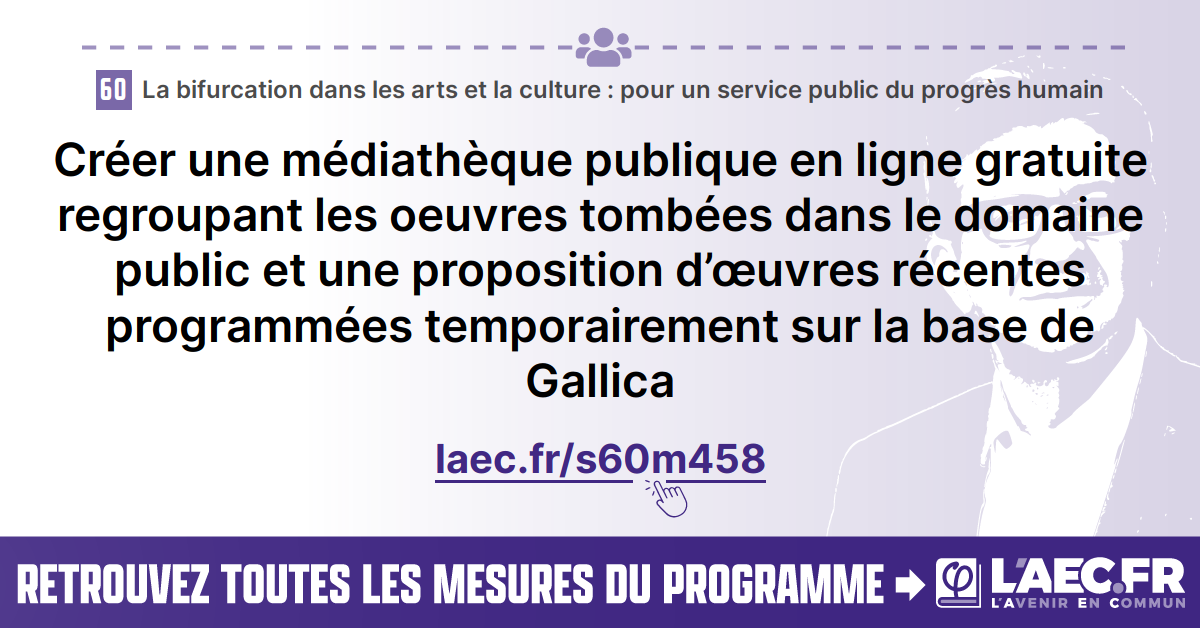 60 La bifurcation dans les arts et la culture : pour un service public du progrès humain
Créer une médiathèque publique en ligne gratuite
regroupant les oeuvres tombées dans le domaine
public et une proposition d’œuvres récentes
programmées temporairement sur la base de
Gallica
laec.fr/s60m458
RETROUVEZ TOUTES LES MESURES DU PROGRAMME
L'AEC.FR
L'AVENIR EN COMMUN